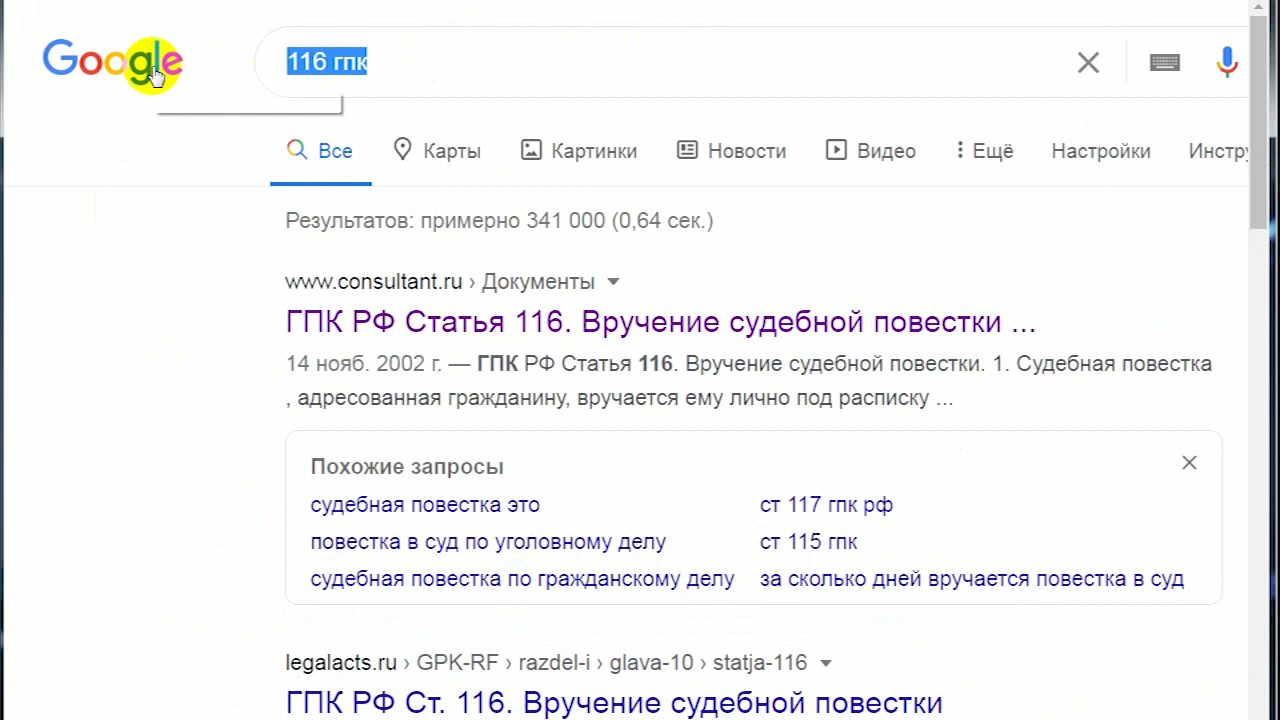 Google
116 гпк
Все Карты Картинки Новости Видео Ещё Настройки Инстру
Результатов: примерно 341 000 (0,64 сек.)
www.consultant.ru › Документы
ГПК РФ Статья 116. Вручение судебной повестки ...
14 нояб. 2002 г. — ГПК РФ Статья 116. Вручение судебной повестки. 1. Судебная повестка
, адресованная гражданину, вручается ему лично под расписку ...
Похожие запросы
судебная повестка это ст 117 гпк рф
повестка в суд по уголовному делу ст 115 гпк
судебная повестка по гражданскому делу за сколько дней вручается повестка в суд
legalacts.ru › GPK-RF › razdel-i › glava-10 › statja-116
ГПК РФ Ст. 116. Вручение судебной повестки